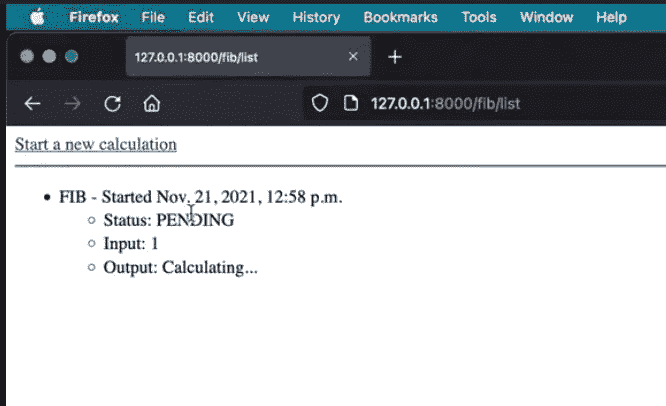 Firefox File Edit View History Bookmarks Tools Window Help
127.0.0.1:8000/fib/list
127.0.0.1:8000/fib/list
Start a new calculation
FIB - Started Nov. 21, 2021, 12:58 p.m.
Status: PENDING
Input: 1
Output: Calculating...